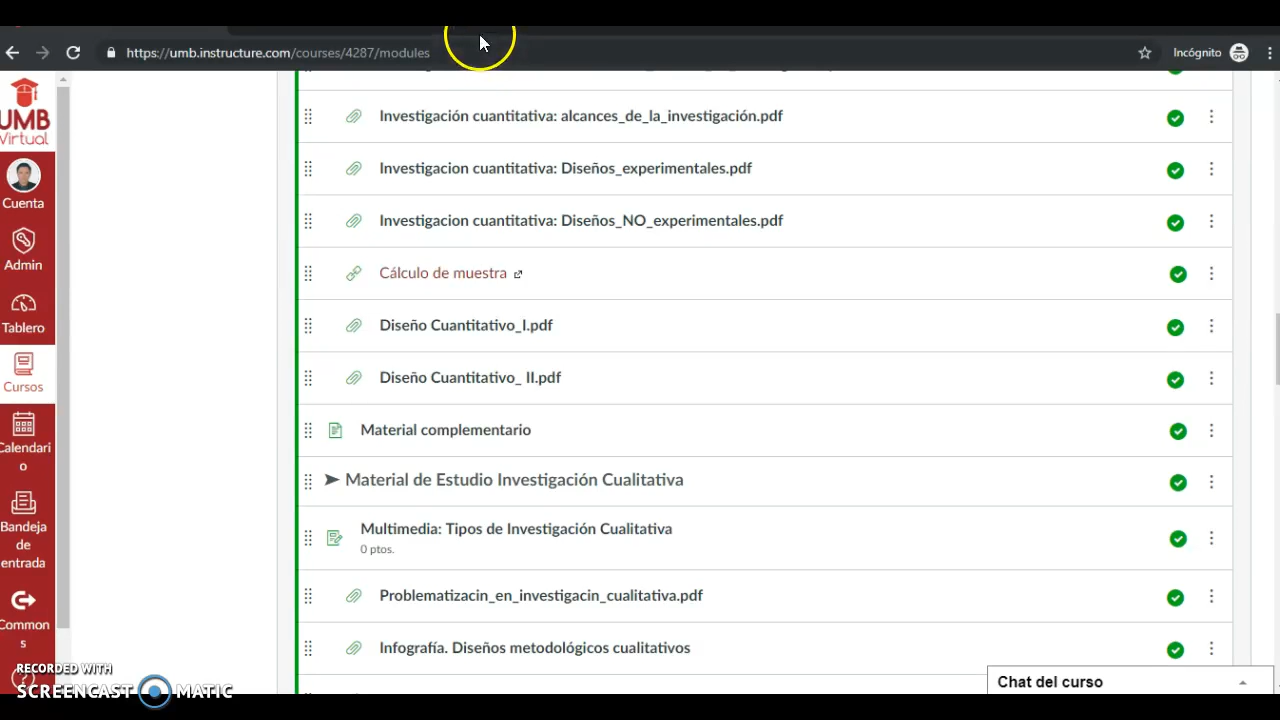 https://umb.instructure.com/courses/4287/modules
Incógnito
UMB
Virtual
Cuenta
Admin
Tablero
Cursos
Calendari
o
Bandeja
de
entrada
Common
s
Investigación cuantitativa: alcances_de_la_investigación.pdf
Investigacion cuantitativa: Diseños_experimentales.pdf
Investigacion cuantitativa: Diseños_NO_experimentales.pdf
Cálculo de muestra
Diseño Cuantitativo_I.pdf
Diseño Cuantitativo_ II.pdf
Material complementario
Material de Estudio Investigación Cualitativa
Multimedia: Tipos de Investigación Cualitativa
0 ptos.
Problematizacin_en_investigacin_cualitativa.pdf
Infografía. Diseños metodológicos cualitativos
Chat del curso
RECORDED WITH
SCREENCAST MATIC